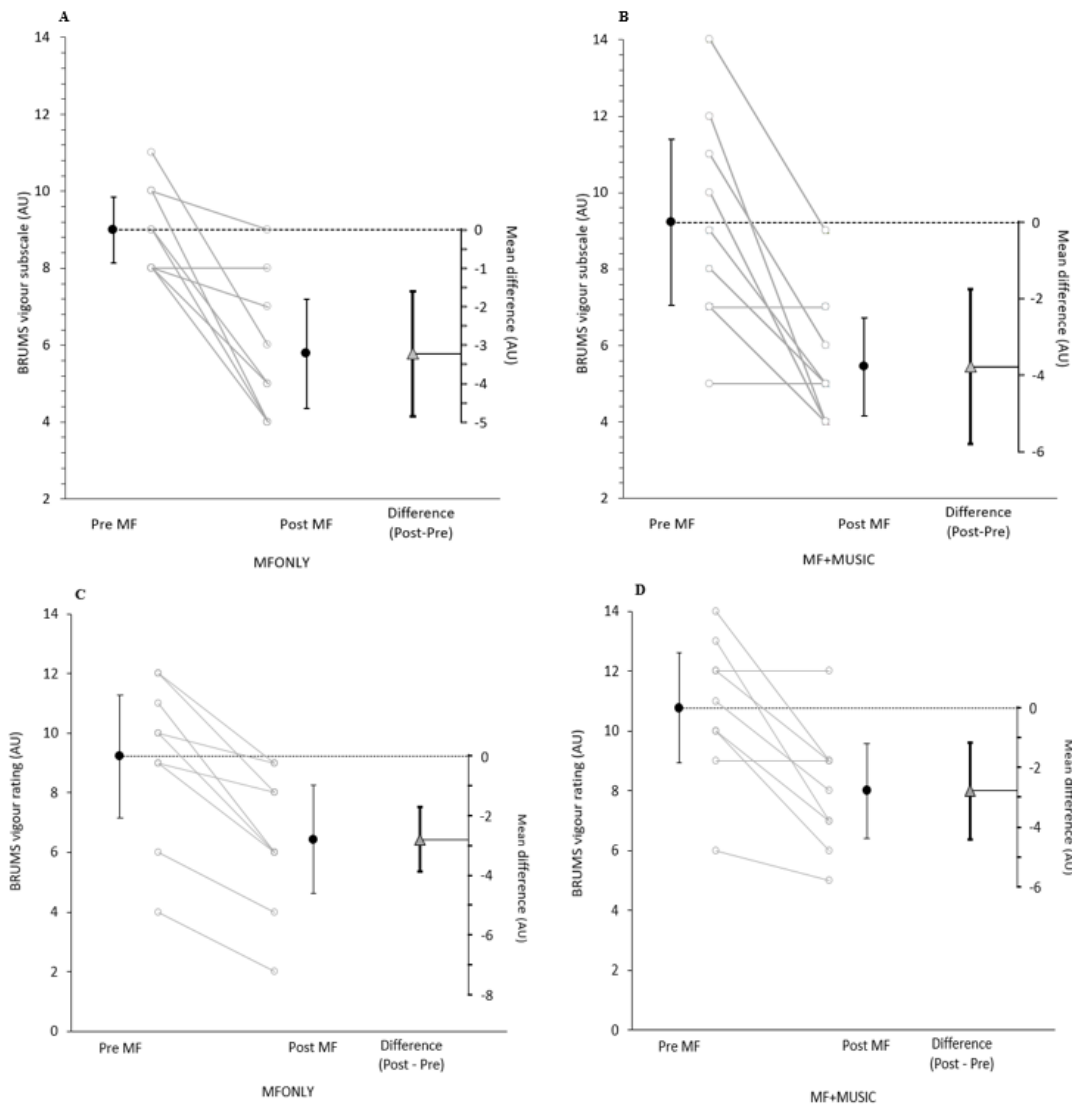 A
14
12
10
8
6
4
2
BRUMS vigour subscale (AU)
0
-1
-2
-3
-4
-5
Mean difference (AU)
Pre MF
Post MF
Difference
(Post-Pre)
MFONLY
B
14
12
10
8
6
4
2
BRUMS vigour subscale (AU)
0
-2
-4
-6
Mean difference (AU)
Pre MF
Post MF
Difference
(Post-Pre)
MF+MUSIC
C
14
12
10
8
6
4
2
0
BRUMS vigour rating (AU)
0
-2
-4
-6
-8
Mean difference (AU)
Pre MF
Post MF
Difference
(Post - Pre)
MFONLY
D
14
12
10
8
6
4
2
0
BRUMS vigour rating (AU)
0
-2
-4
-6
Mean difference (AU)
Pre MF
Post MF
Difference
(Post - Pre)
MF+MUSIC